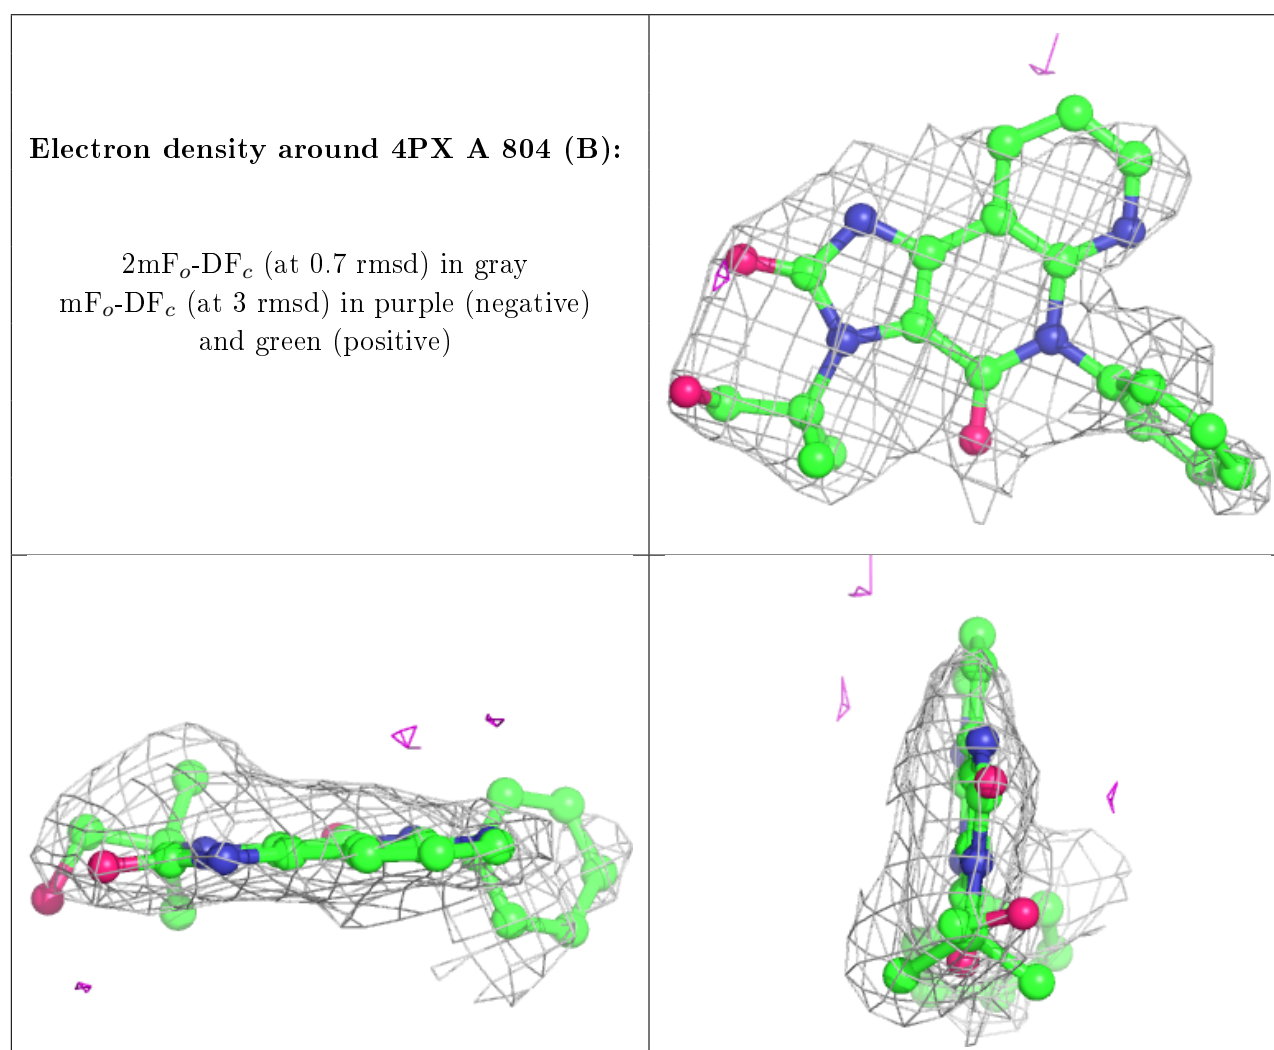 Electron density around 4PX A 804 (B):
2mFₒ-DF𝒸 (at 0.7 rmsd) in gray
mFₒ-DF𝒸 (at 3 rmsd) in purple (negative)
and green (positive)